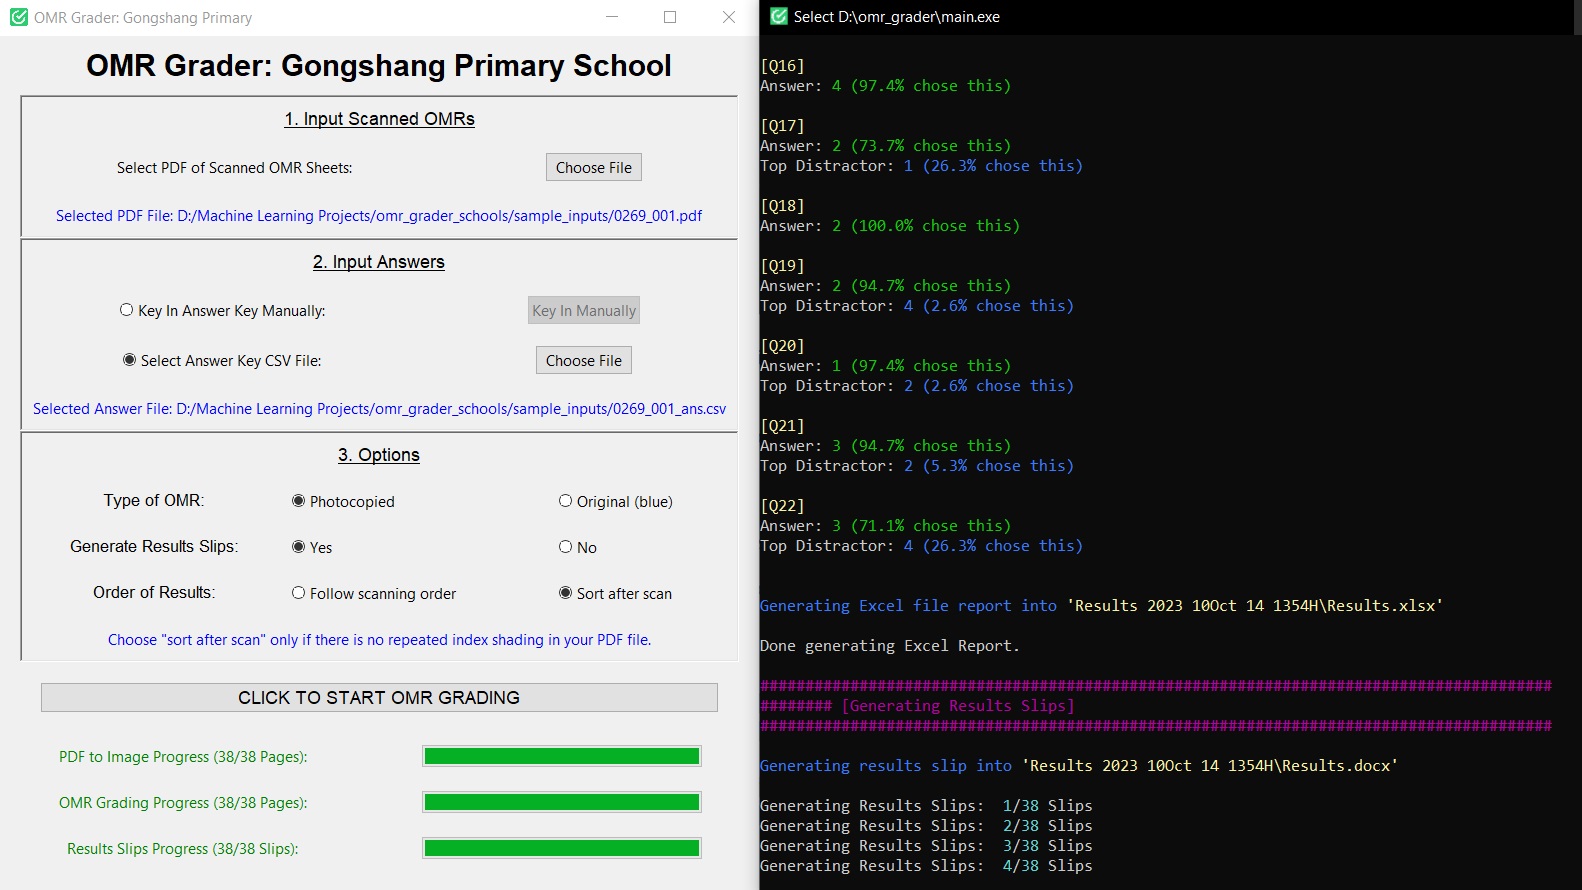 OMR Grader: Gongshang Primary
OMR Grader: Gongshang Primary School
1. Input Scanned OMRs
Select PDF of Scanned OMR Sheets:
Choose File
Selected PDF File: D:/Machine Learning Projects/omr_grader_schools/sample_inputs/0269_001.pdf
2. Input Answers
Key In Answer Key Manually:
Key In Manually
Select Answer Key CSV File:
Choose File
Selected Answer File: D:/Machine Learning Projects/omr_grader_schools/sample_inputs/0269_001_ans.csv
3. Options
Type of OMR:
Photocopied
Original (blue)
Generate Results Slips:
Yes
No
Order of Results:
Follow scanning order
Sort after scan
Choose "sort after scan" only if there is no repeated index shading in your PDF file.
CLICK TO START OMR GRADING
PDF to Image Progress (38/38 Pages):
OMR Grading Progress (38/38 Pages):
Results Slips Progress (38/38 Slips):
Select D:\omr_grader\main.exe
[Q16]
Answer: 4 (97.4% chose this)
[Q17]
Answer: 2 (73.7% chose this)
Top Distractor: 1 (26.3% chose this)
[Q18]
Answer: 2 (100.0% chose this)
[Q19]
Answer: 2 (94.7% chose this)
Top Distractor: 4 (2.6% chose this)
[Q20]
Answer: 1 (97.4% chose this)
Top Distractor: 2 (2.6% chose this)
[Q21]
Answer: 3 (94.7% chose this)
Top Distractor: 2 (5.3% chose this)
[Q22]
Answer: 3 (71.1% chose this)
Top Distractor: 4 (26.3% chose this)
Generating Excel file report into 'Results 2023 10Oct 14 1354H\Results.xlsx'
Done generating Excel Report.
########################################################################################
######## [Generating Results Slips]
########################################################################################
Generating results slip into 'Results 2023 10Oct 14 1354H\Results.docx'
Generating Results Slips:  1/38 Slips
Generating Results Slips:  2/38 Slips
Generating Results Slips:  3/38 Slips
Generating Results Slips:  4/38 Slips